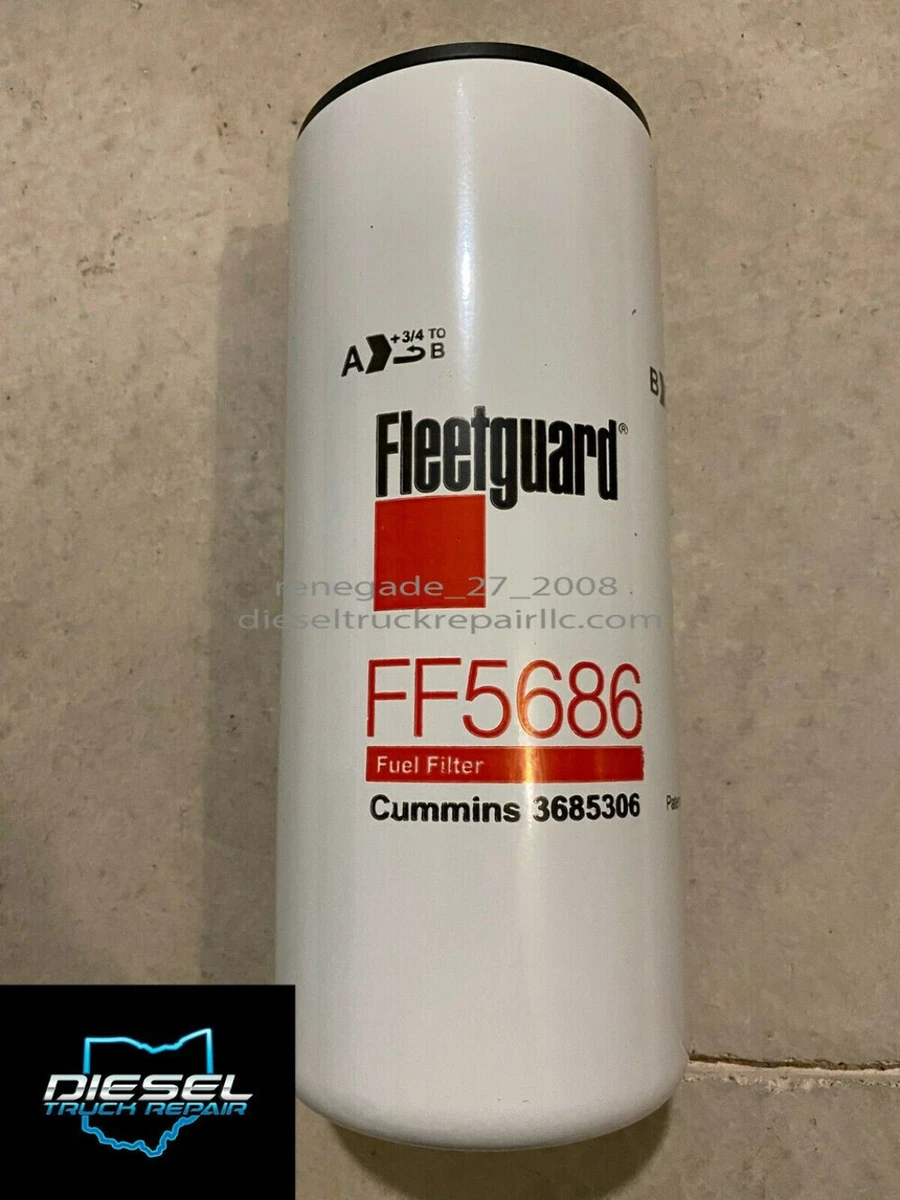 +3/4 TO
A B
B
Fleetguard®
renegade_27_2008
dieseltruckrepairllc.com
FF5686
Fuel Filter
Cummins 3685306
DIESEL
TRUCK REPAIR